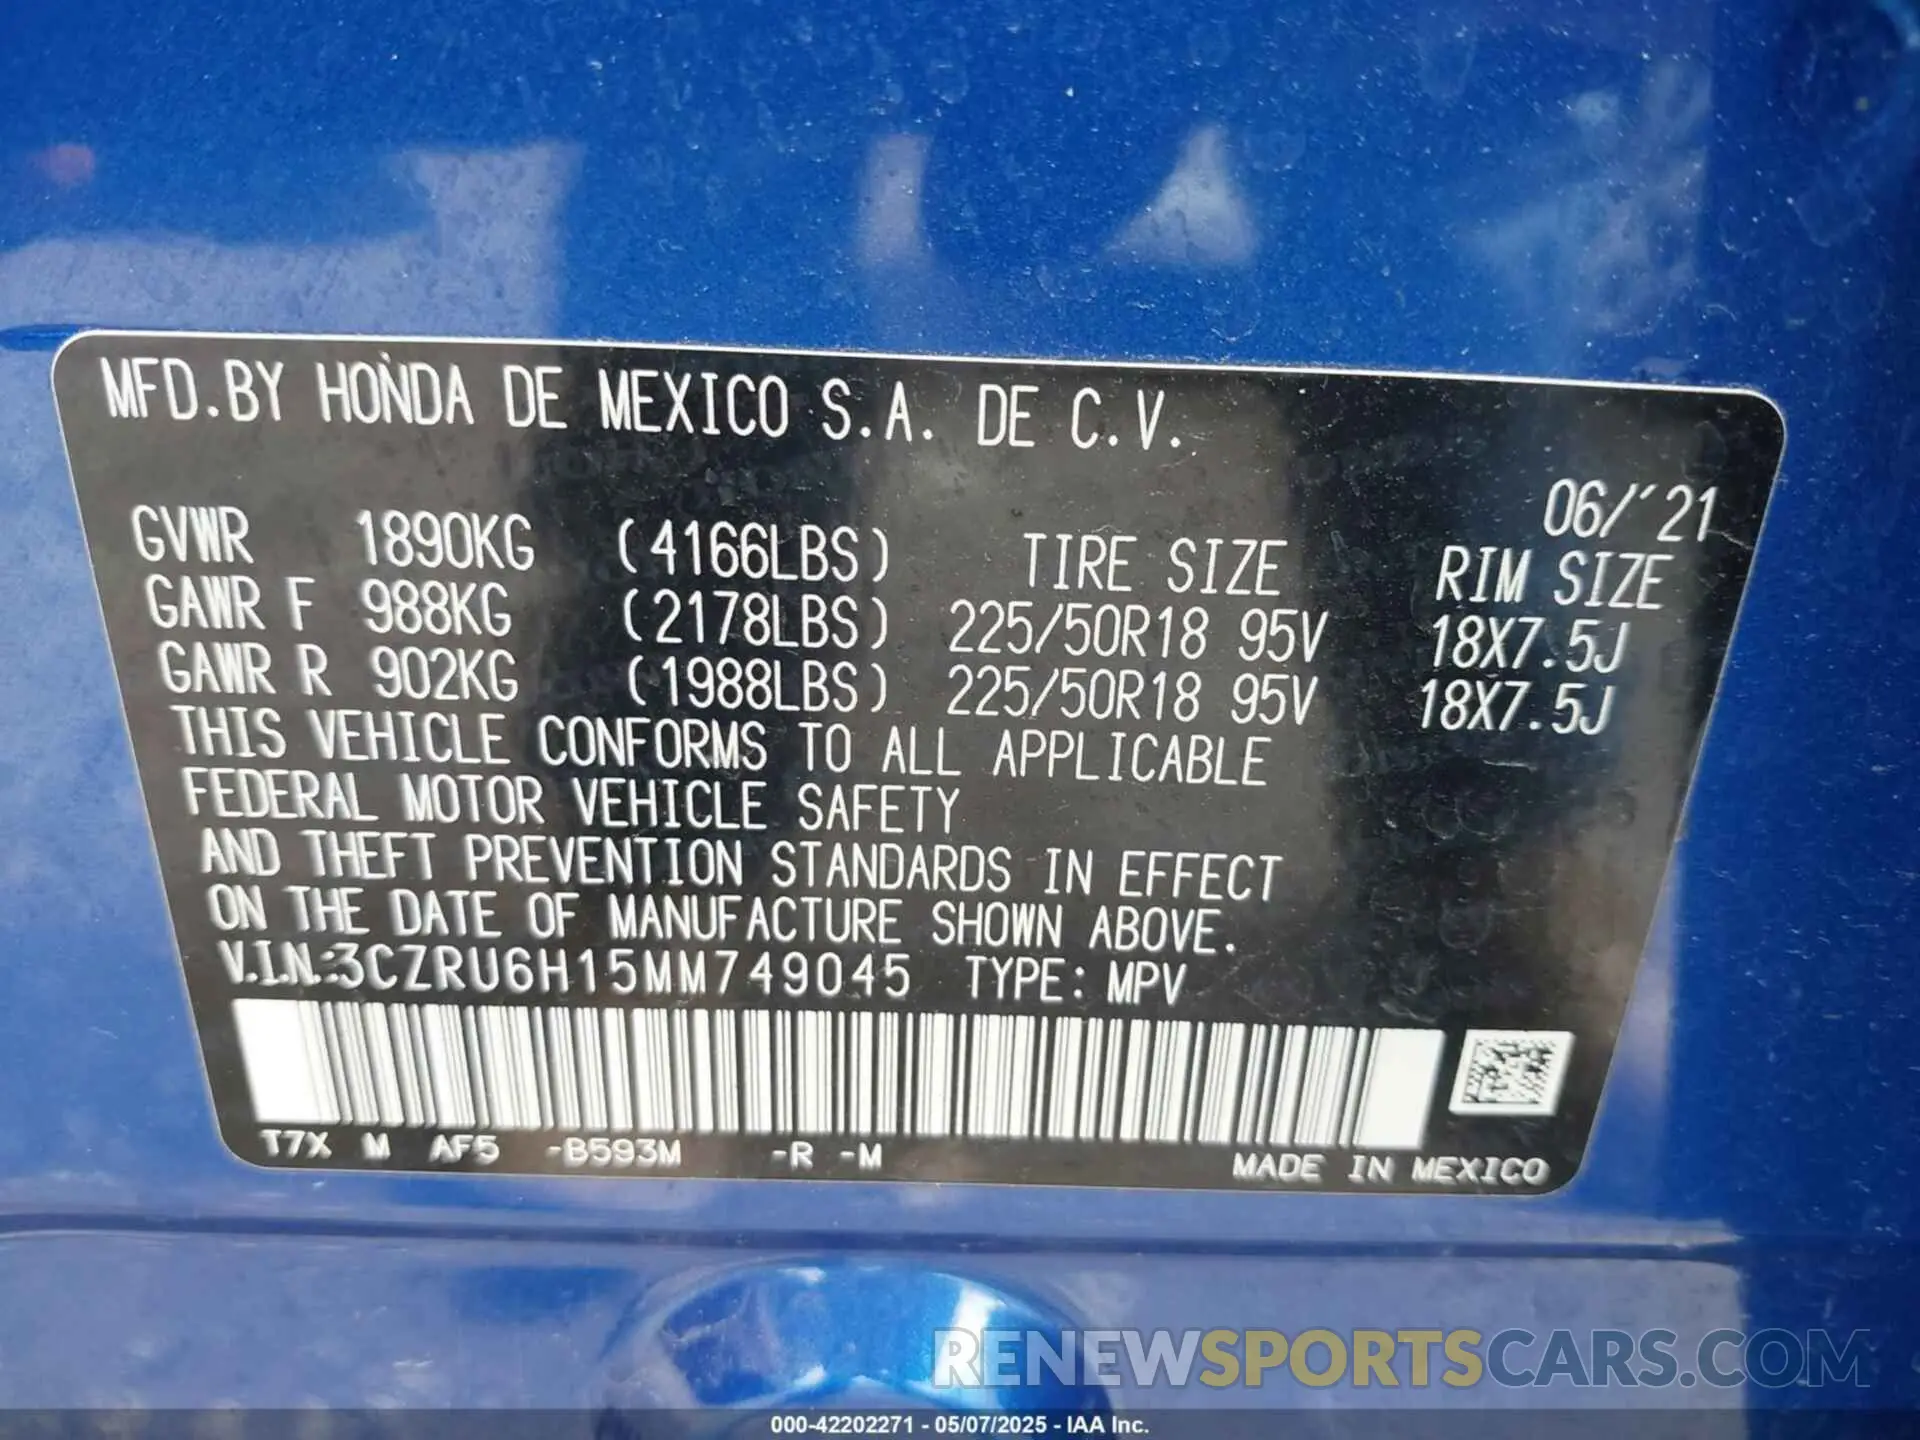 MFD.BY HONDA DE MEXICO S.A. DE C.V.
06/'21
GVWR 1890KG (4166LBS) TIRE SIZE RIM SIZE
GAWR F 988KG (2178LBS) 225/50R18 95V 18X7.5J
GAWR R 902KG (1988LBS) 225/50R18 95V 18X7.5J
THIS VEHICLE CONFORMS TO ALL APPLICABLE
FEDERAL MOTOR VEHICLE SAFETY
AND THEFT PREVENTION STANDARDS IN EFFECT
ON THE DATE OF MANUFACTURE SHOWN ABOVE.
V.I.N.:3CZRU6H15MM749045 TYPE: MPV
T7X M AF5 -B593M -R -M
MADE IN MEXICO
RENEWSPORTSCARS.COM
000-42202271 - 05/07/2025 - IAA Inc.